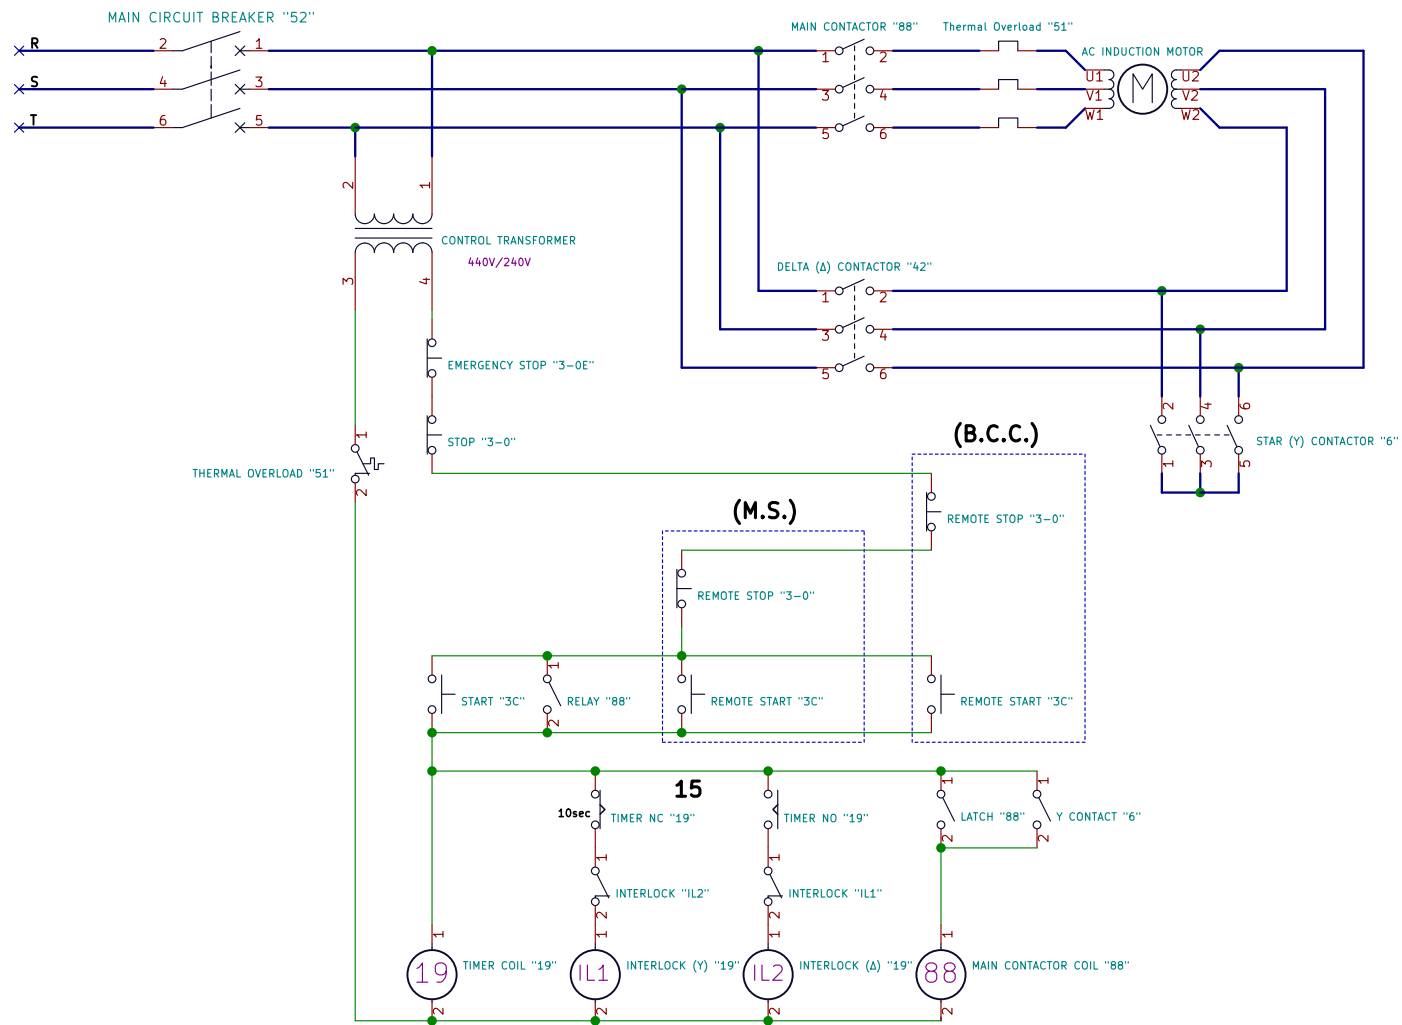 MAIN CIRCUIT BREAKER "52"
MAIN CONTACTOR "88"
Thermal Overload "51"
AC INDUCTION MOTOR
R
2
1
1
2
U1
U2
M
S
4
3
3
4
V1
V2
T
6
5
5
6
W1
W2
2
1
CONTROL TRANSFORMER
440V/240V
3
4
DELTA (Δ) CONTACTOR "42"
1
2
3
4
5
6
EMERGENCY STOP "3-0E"
STOP "3-0"
2
4
6
STAR (Y) CONTACTOR "6"
1
3
5
1
THERMAL OVERLOAD "51"
2
(B.C.C.)
REMOTE STOP "3-0"
(M.S.)
REMOTE STOP "3-0"
START "3C"
1
RELAY "88"
2
REMOTE START "3C"
REMOTE START "3C"
15
10sec
TIMER NC "19"
TIMER NO "19"
1
LATCH "88"
2
1
Y CONTACT "6"
2
1
INTERLOCK "IL2"
2
1
INTERLOCK "IL1"
2
1
19
TIMER COIL "19"
2
1
IL1
INTERLOCK (Y) "19"
2
1
IL2
INTERLOCK (Δ) "19"
2
1
88
MAIN CONTACTOR COIL "88"
2